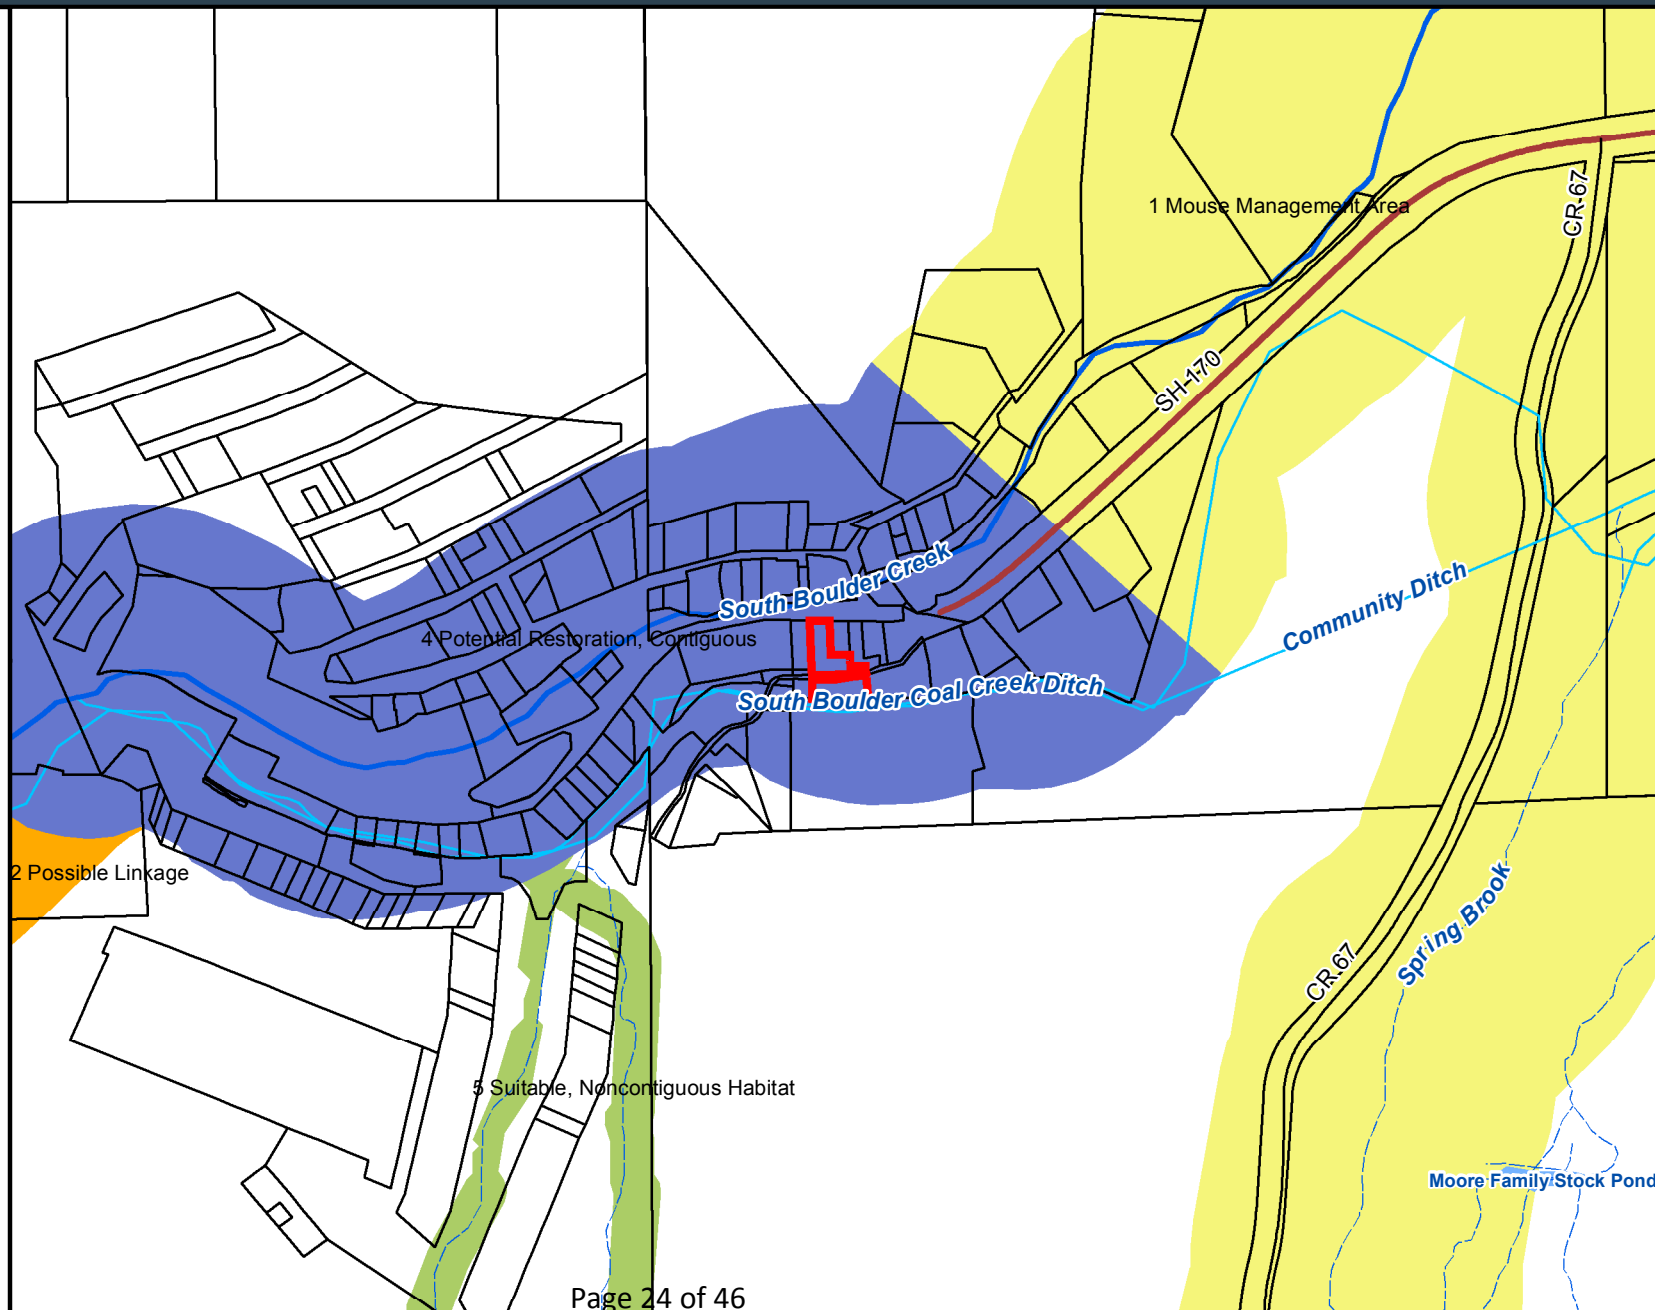 1 Mouse Management Area
CR 67
SH-170
South Boulder Creek
Community Ditch
4 Potential Restoration, Contiguous
South Boulder Coal Creek Ditch
2 Possible Linkage
Spring Brook
CR 67
5 Suitable, Noncontiguous Habitat
Moore Family Stock Pond
Page 24 of 46